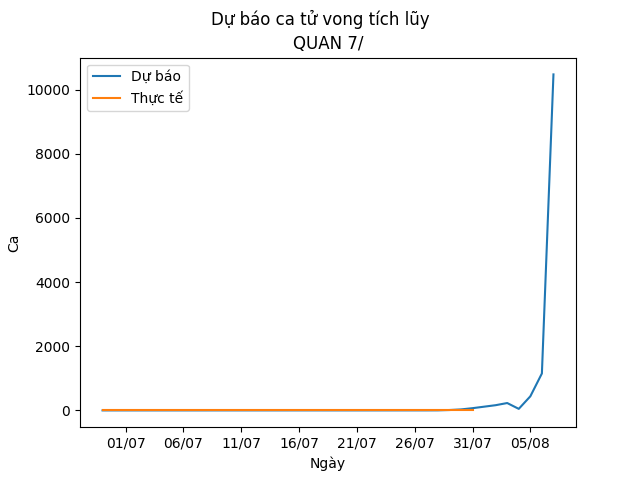 Dự báo ca tử vong tích lũy
QUAN 7/
Dự báo
Thực tế
10000
8000
6000
4000
2000
0
Ca
01/07 06/07 11/07 16/07 21/07 26/07 31/07 05/08
Ngày